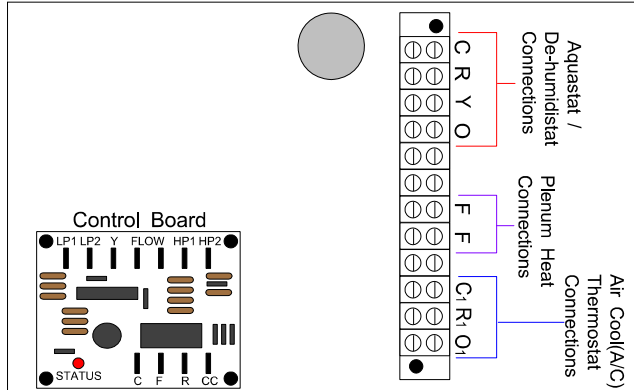 C
R
Y
O
Aquastat /
De-humidistat
Connections
F
F
Plenum Heat
Connections
C1
R1
O1
Air Cool(A/C)
Thermostat
Connections
Control Board
LP1 LP2 Y FLOW HP1 HP2
STATUS
C F R CC